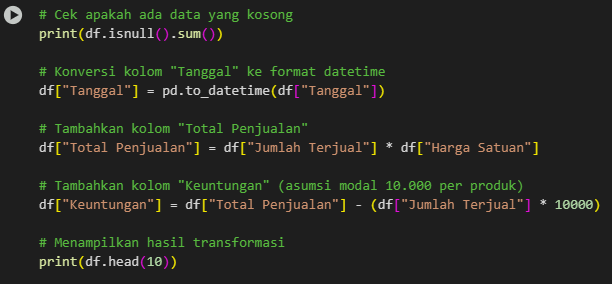 # Cek apakah ada data yang kosong
print(df.isnull().sum())
# Konversi kolom "Tanggal" ke format datetime
df["Tanggal"] = pd.to_datetime(df["Tanggal"])
# Tambahkan kolom "Total Penjualan"
df["Total Penjualan"] = df["Jumlah Terjual"] * df["Harga Satuan"]
# Tambahkan kolom "Keuntungan" (asumsi modal 10.000 per produk)
df["Keuntungan"] = df["Total Penjualan"] - (df["Jumlah Terjual"] * 10000)
# Menampilkan hasil transformasi
print(df.head(10))